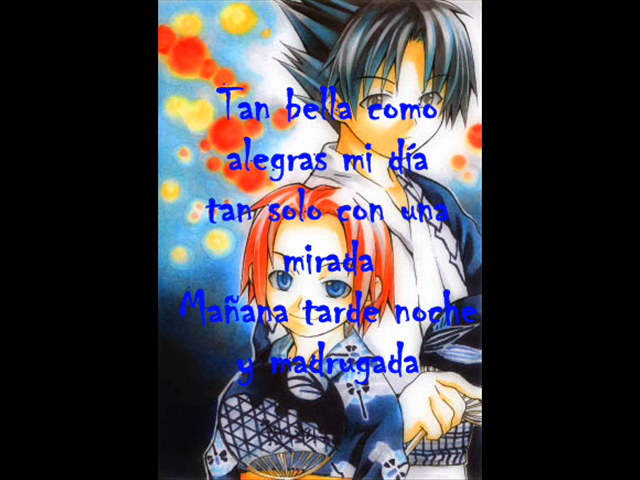 Tan bella como
alegras mi día
tan solo con una
mirada
Mañana tarde noche
y madrugada